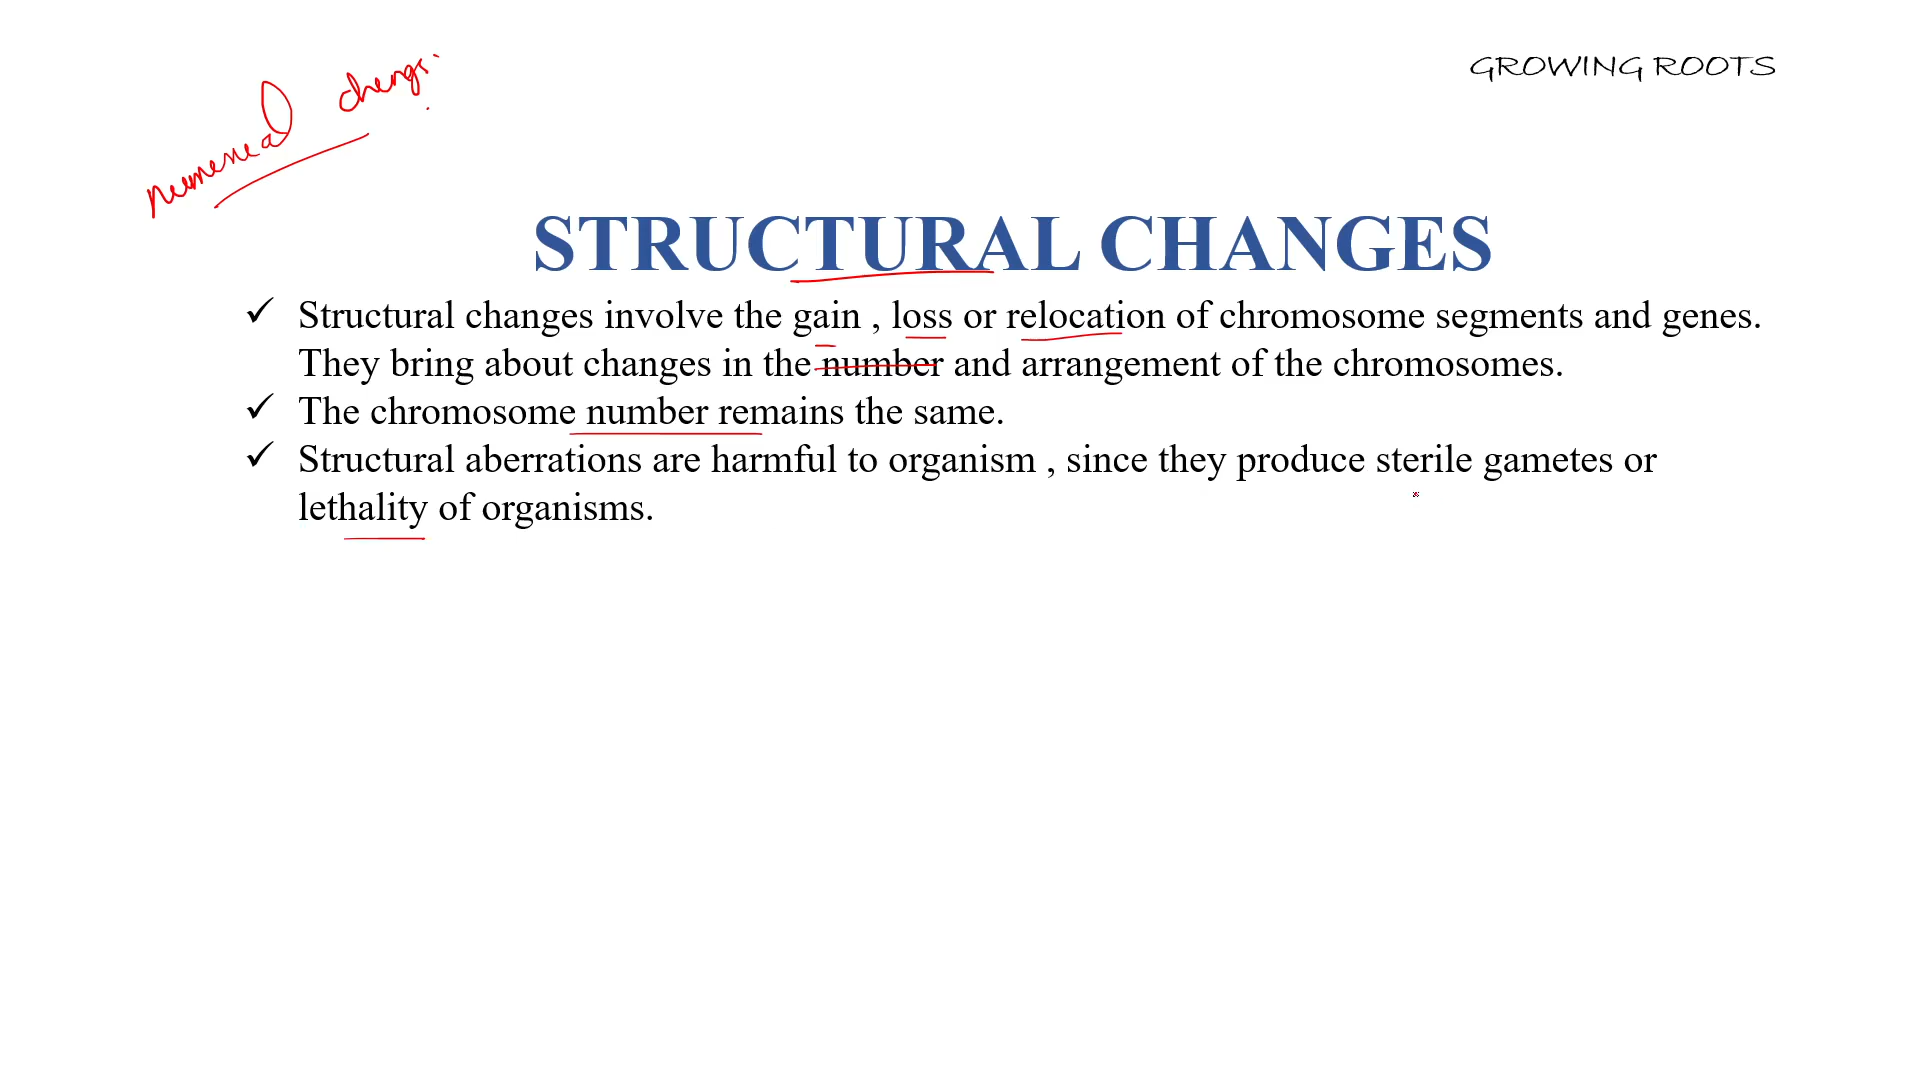 GROWING ROOTS
numerical changes
STRUCTURAL CHANGES
✓ Structural changes involve the gain , loss or relocation of chromosome segments and genes.
They bring about changes in the number and arrangement of the chromosomes.
✓ The chromosome number remains the same.
✓ Structural aberrations are harmful to organism , since they produce sterile gametes or
lethality of organisms.